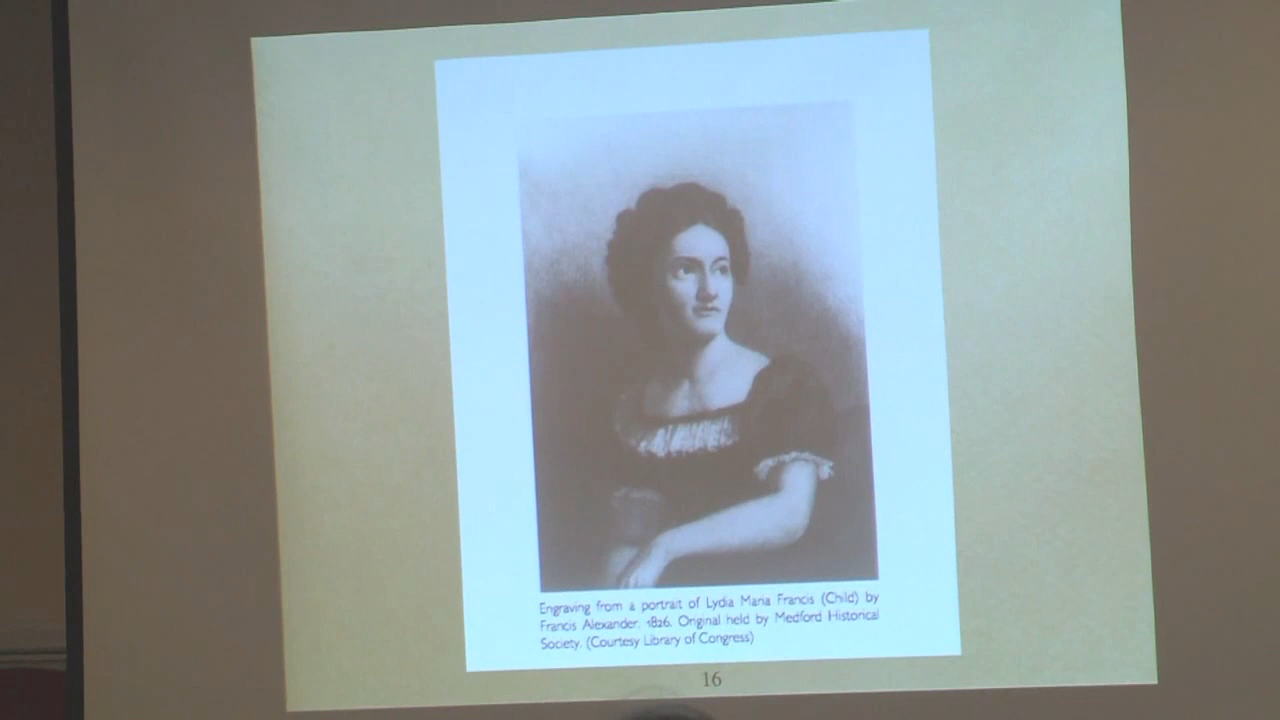 Engraving from a portrait of Lydia Maria Francis (Child) by
Francis Alexander, 1826. Original held by Medford Historical
Society. (Courtesy Library of Congress)
16